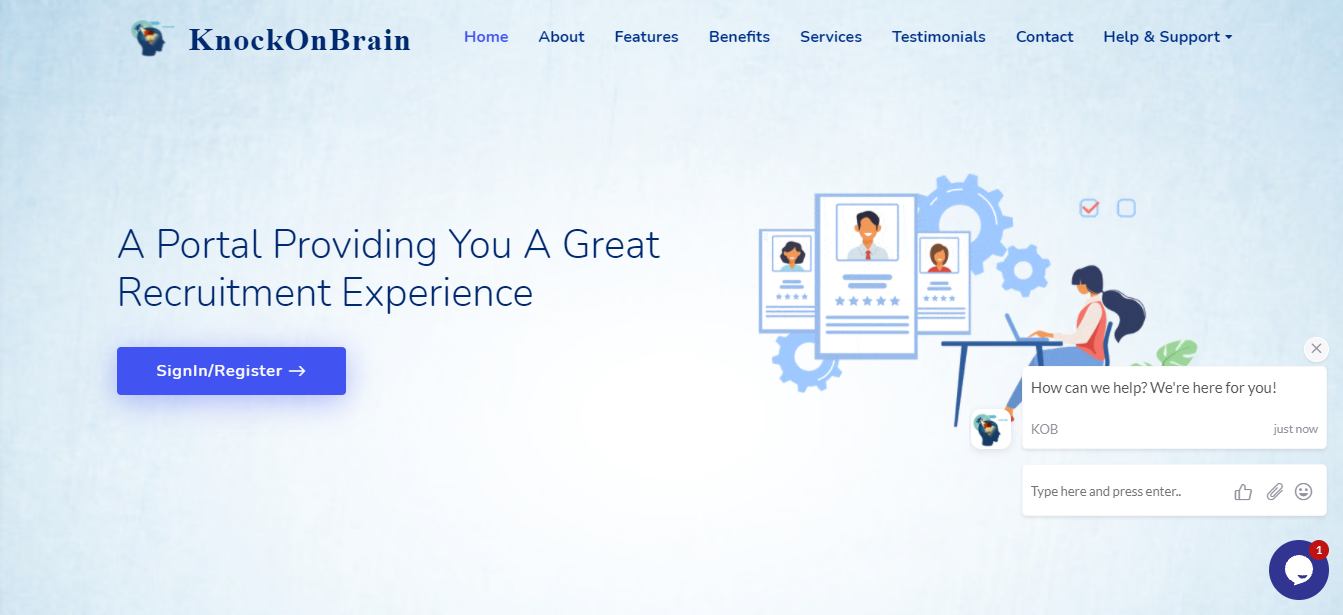 KnockOnBrain
Home About Features Benefits Services Testimonials Contact Help & Support
A Portal Providing You A Great
Recruitment Experience
SignIn/Register →
How can we help? We're here for you!
KOB just now
Type here and press enter..
1